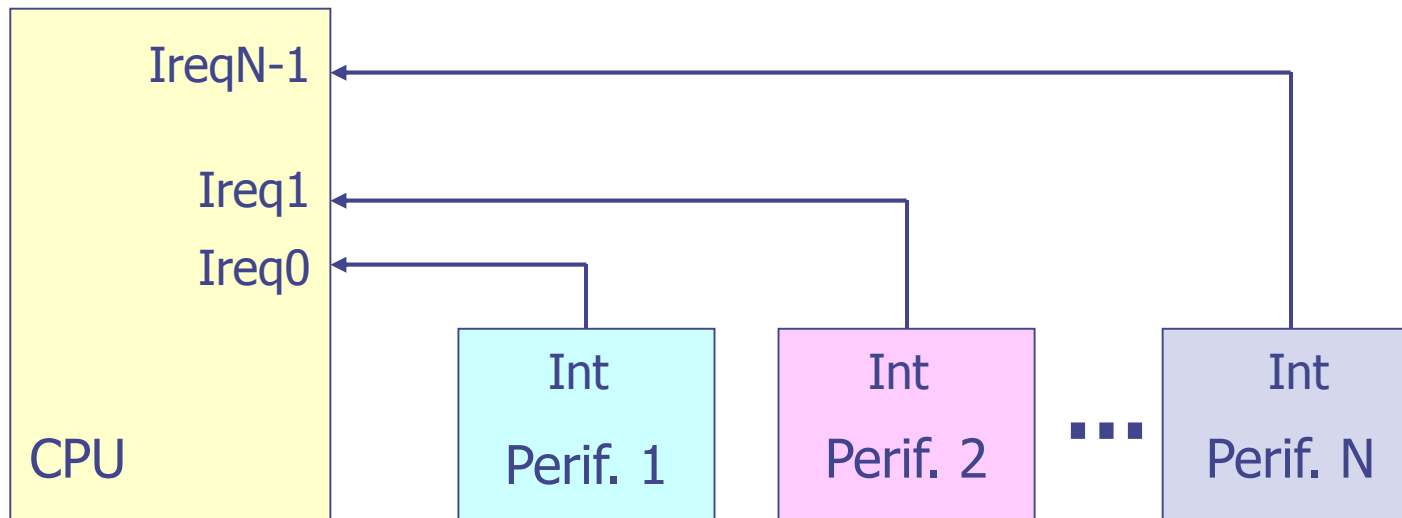 IreqN-1
Ireq1
Ireq0
CPU
Int
Perif. 1
Int
Perif. 2
...
Int
Perif. N